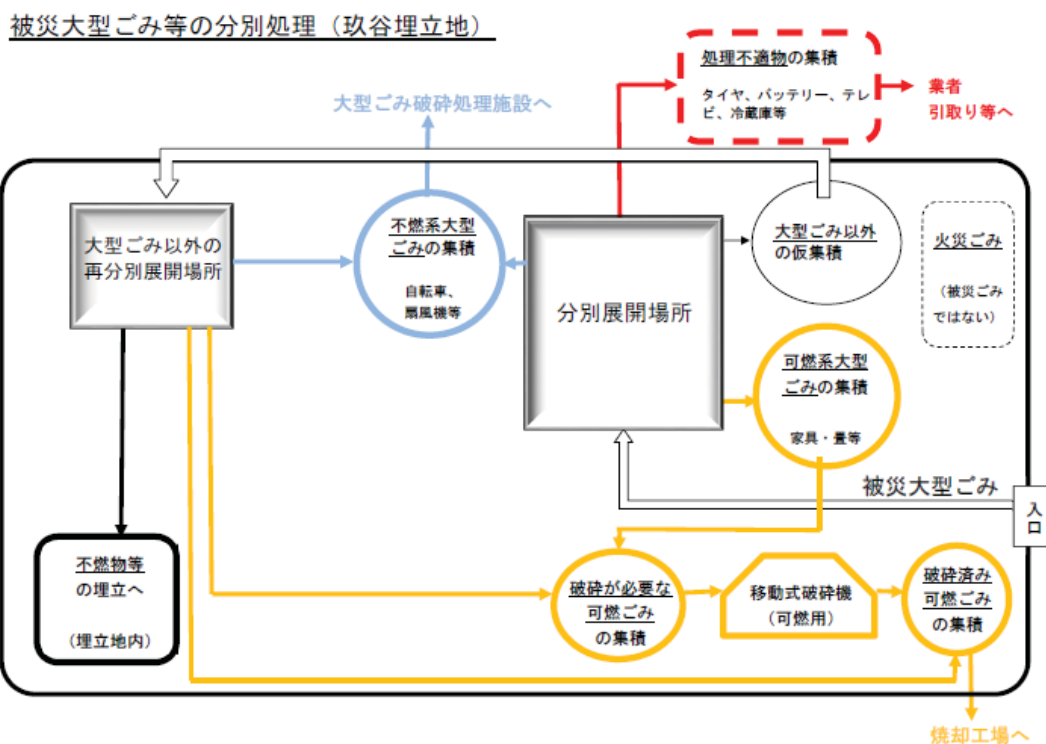 被災大型ごみ等の分別処理（玖谷埋立地）
処理不適物の集積
タイヤ、バッテリー、テレ
ビ、冷蔵庫等
業者
引取り等へ
大型ごみ破砕処理施設へ
大型ごみ以外の
再分別展開場所
不燃系大型
ごみの集積
自転車、
扇風機等
分別展開場所
大型ごみ以外
の仮集積
火災ごみ
（被災ごみ
ではない）
可燃系大型
ごみの集積
家具・畳等
被災大型ごみ
入
口
不燃物等
の埋立へ
（埋立地内）
破砕が必要な
可燃ごみ
の集積
移動式破砕機
（可燃用）
破砕済み
可燃ごみ
の集積
焼却工場へ